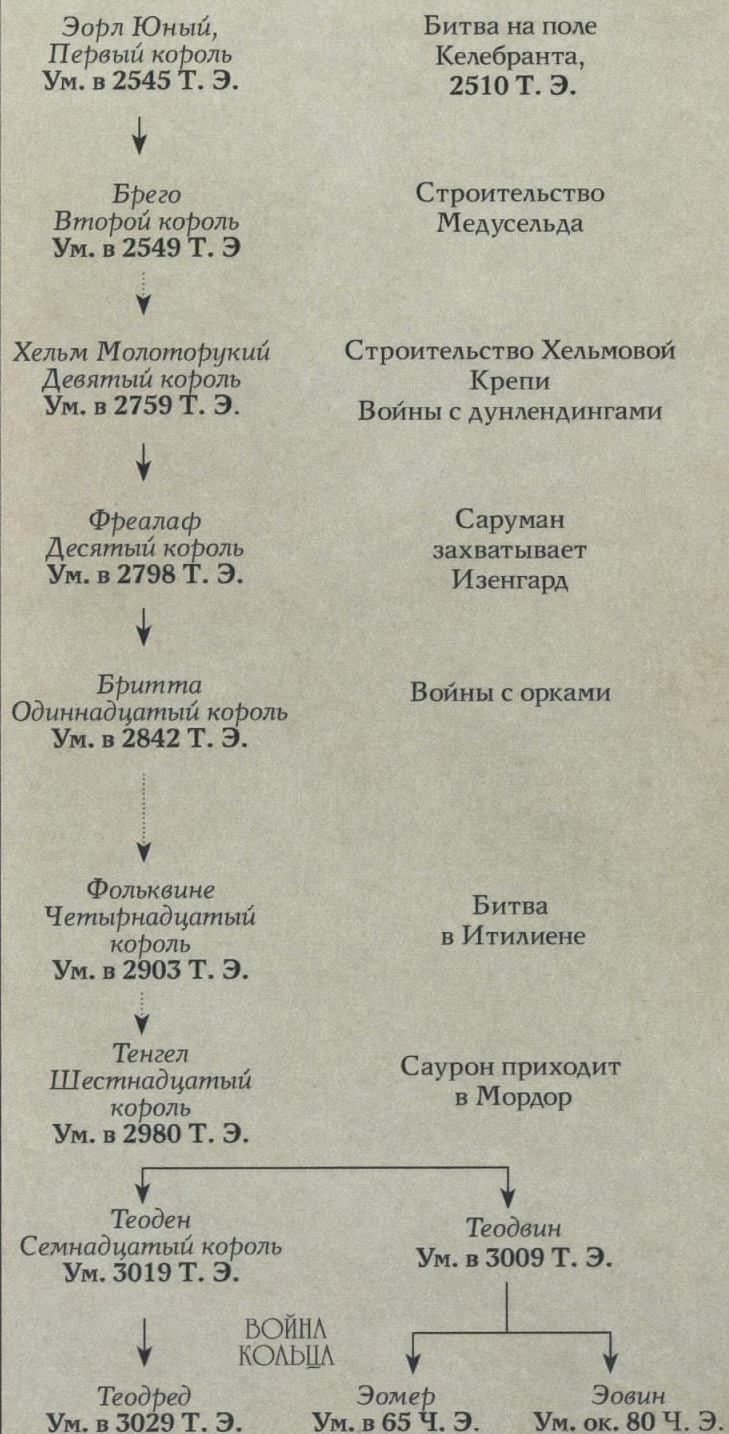 Эорл Юный,
Первый король
Ум. в 2545 Т. Э.
Битва на поле
Келебранта,
2510 Т. Э.
Брего
Второй король
Ум. в 2549 Т. Э
Строительство
Медусельда
Хельм Молоторукий
Девятый король
Ум. в 2759 Т. Э.
Строительство Хельмовой
Крепи
Войны с дунлендингами
Фреалаф
Десятый король
Ум. в 2798 Т. Э.
Саруман
захватывает
Изенгард
Бритта
Одиннадцатый король
Ум. в 2842 Т. Э.
Войны с орками
Фольквине
Четырнадцатый
король
Ум. в 2903 Т. Э.
Битва
в Итилиене
Тенгел
Шестнадцатый
король
Ум. в 2980 Т. Э.
Саурон приходит
в Мордор
Теоден
Семнадцатый король
Ум. 3019 Т. Э.
Теодвин
Ум. в 3009 Т. Э.
ВОЙНА
КОЛЬЦА
Теодред
Ум. в 3029 Т. Э.
Эомер
Ум. в 65 Ч. Э.
Эовин
Ум. ок. 80 Ч. Э.